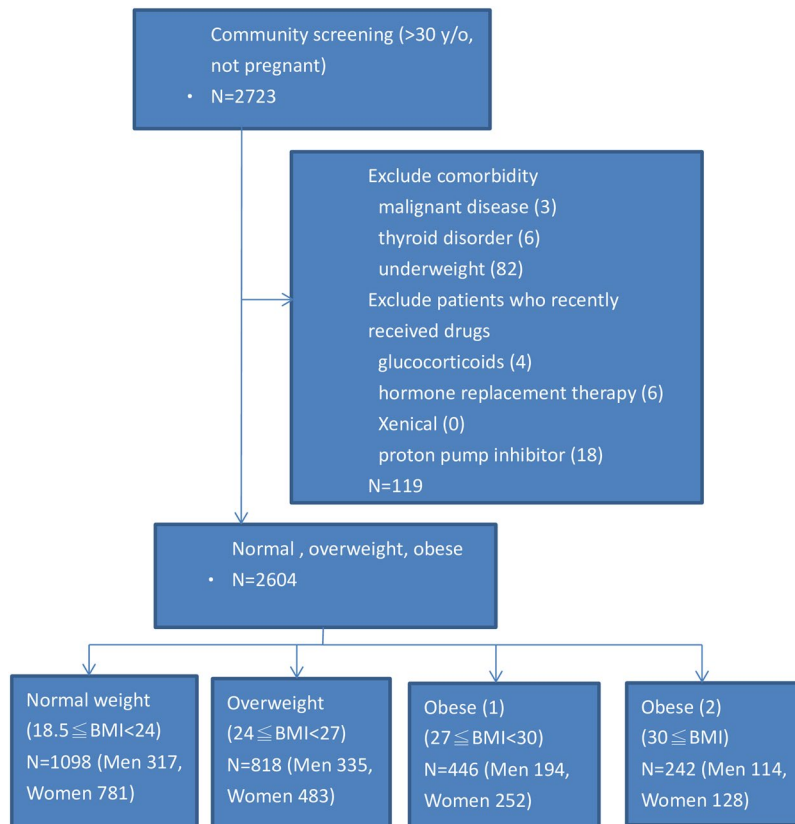 Community screening (>30 y/o,
not pregnant)
• N=2723
Exclude comorbidity
malignant disease (3)
thyroid disorder (6)
underweight (82)
Exclude patients who recently
received drugs
glucocorticoids (4)
hormone replacement therapy (6)
Xenical (0)
proton pump inhibitor (18)
N=119
Normal , overweight, obese
• N=2604
Normal weight
(18.5≦BMI<24)
N=1098 (Men 317,
Women 781)
Overweight
(24≦BMI<27)
N=818 (Men 335,
Women 483)
Obese (1)
(27≦BMI<30)
N=446 (Men 194,
Women 252)
Obese (2)
(30≦BMI)
N=242 (Men 114,
Women 128)